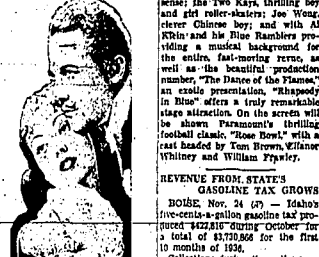 sense; the Two Kays, thrilling boy
and girl roller-skaters; Joe Wong,
clever Chinese boy; and with Al
Klein and his Blue Ramblers pro-
viding a musical background for
the entire, fast-moving revue, as
well as the beautiful production
number, "The Dance of the Flames,"
an exotic presentation, "Rhapsody
in Blue" offers a truly remarkable
stage attraction. On the screen will
be shown Paramount's thrilling
football classic, "Rose Bowl," with a
cast headed by Tom Brown, Eleanor
Whitney and William Frawley.
REVENUE FROM STATE'S
GASOLINE TAX GROWS
BOISE, Nov. 24 (AP) — Idaho's
five-cents-a-gallon gasoline tax pro-
duced $422,816 during October for
a total of $3,730,866 for the first
10 months of 1936.